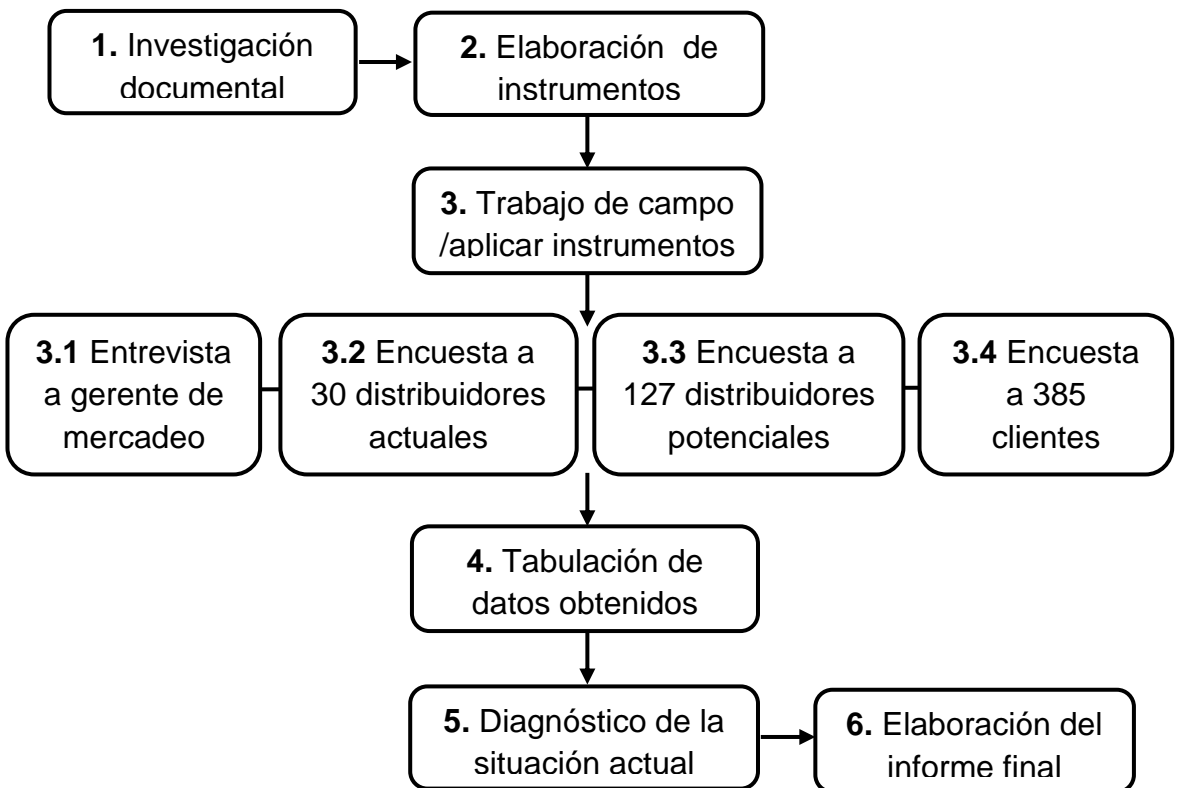 1. Investigación
documental
2. Elaboración de
instrumentos
3. Trabajo de campo
/aplicar instrumentos
3.1 Entrevista
a gerente de
mercadeo
3.2 Encuesta a
30 distribuidores
actuales
3.3 Encuesta a
127 distribuidores
potenciales
3.4 Encuesta
a 385
clientes
4. Tabulación de
datos obtenidos
5. Diagnóstico de la
situación actual
6. Elaboración del
informe final